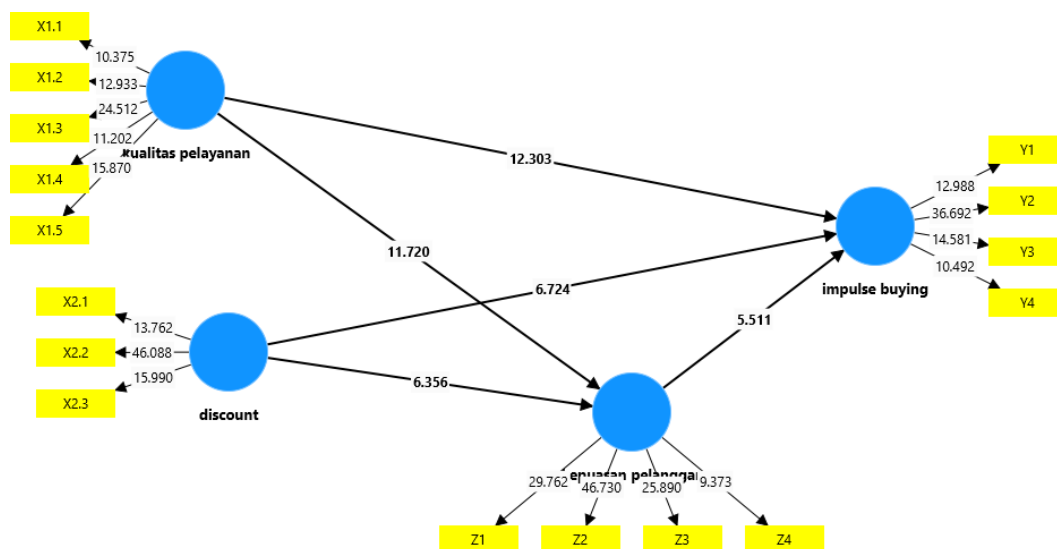 X1.1
10.375
X1.2
12.933
X1.3
24.512
X1.4
11.202
X1.5
15.870
kualitas pelayanan
12.303
11.720
X2.1
13.762
X2.2
46.088
X2.3
15.990
discount
6.724
6.356
5.511
Y1
12.988
Y2
36.692
Y3
14.581
Y4
10.492
impulse buying
epuasan pelangga
29.762
46.730
25.890
9.373
Z1
Z2
Z3
Z4